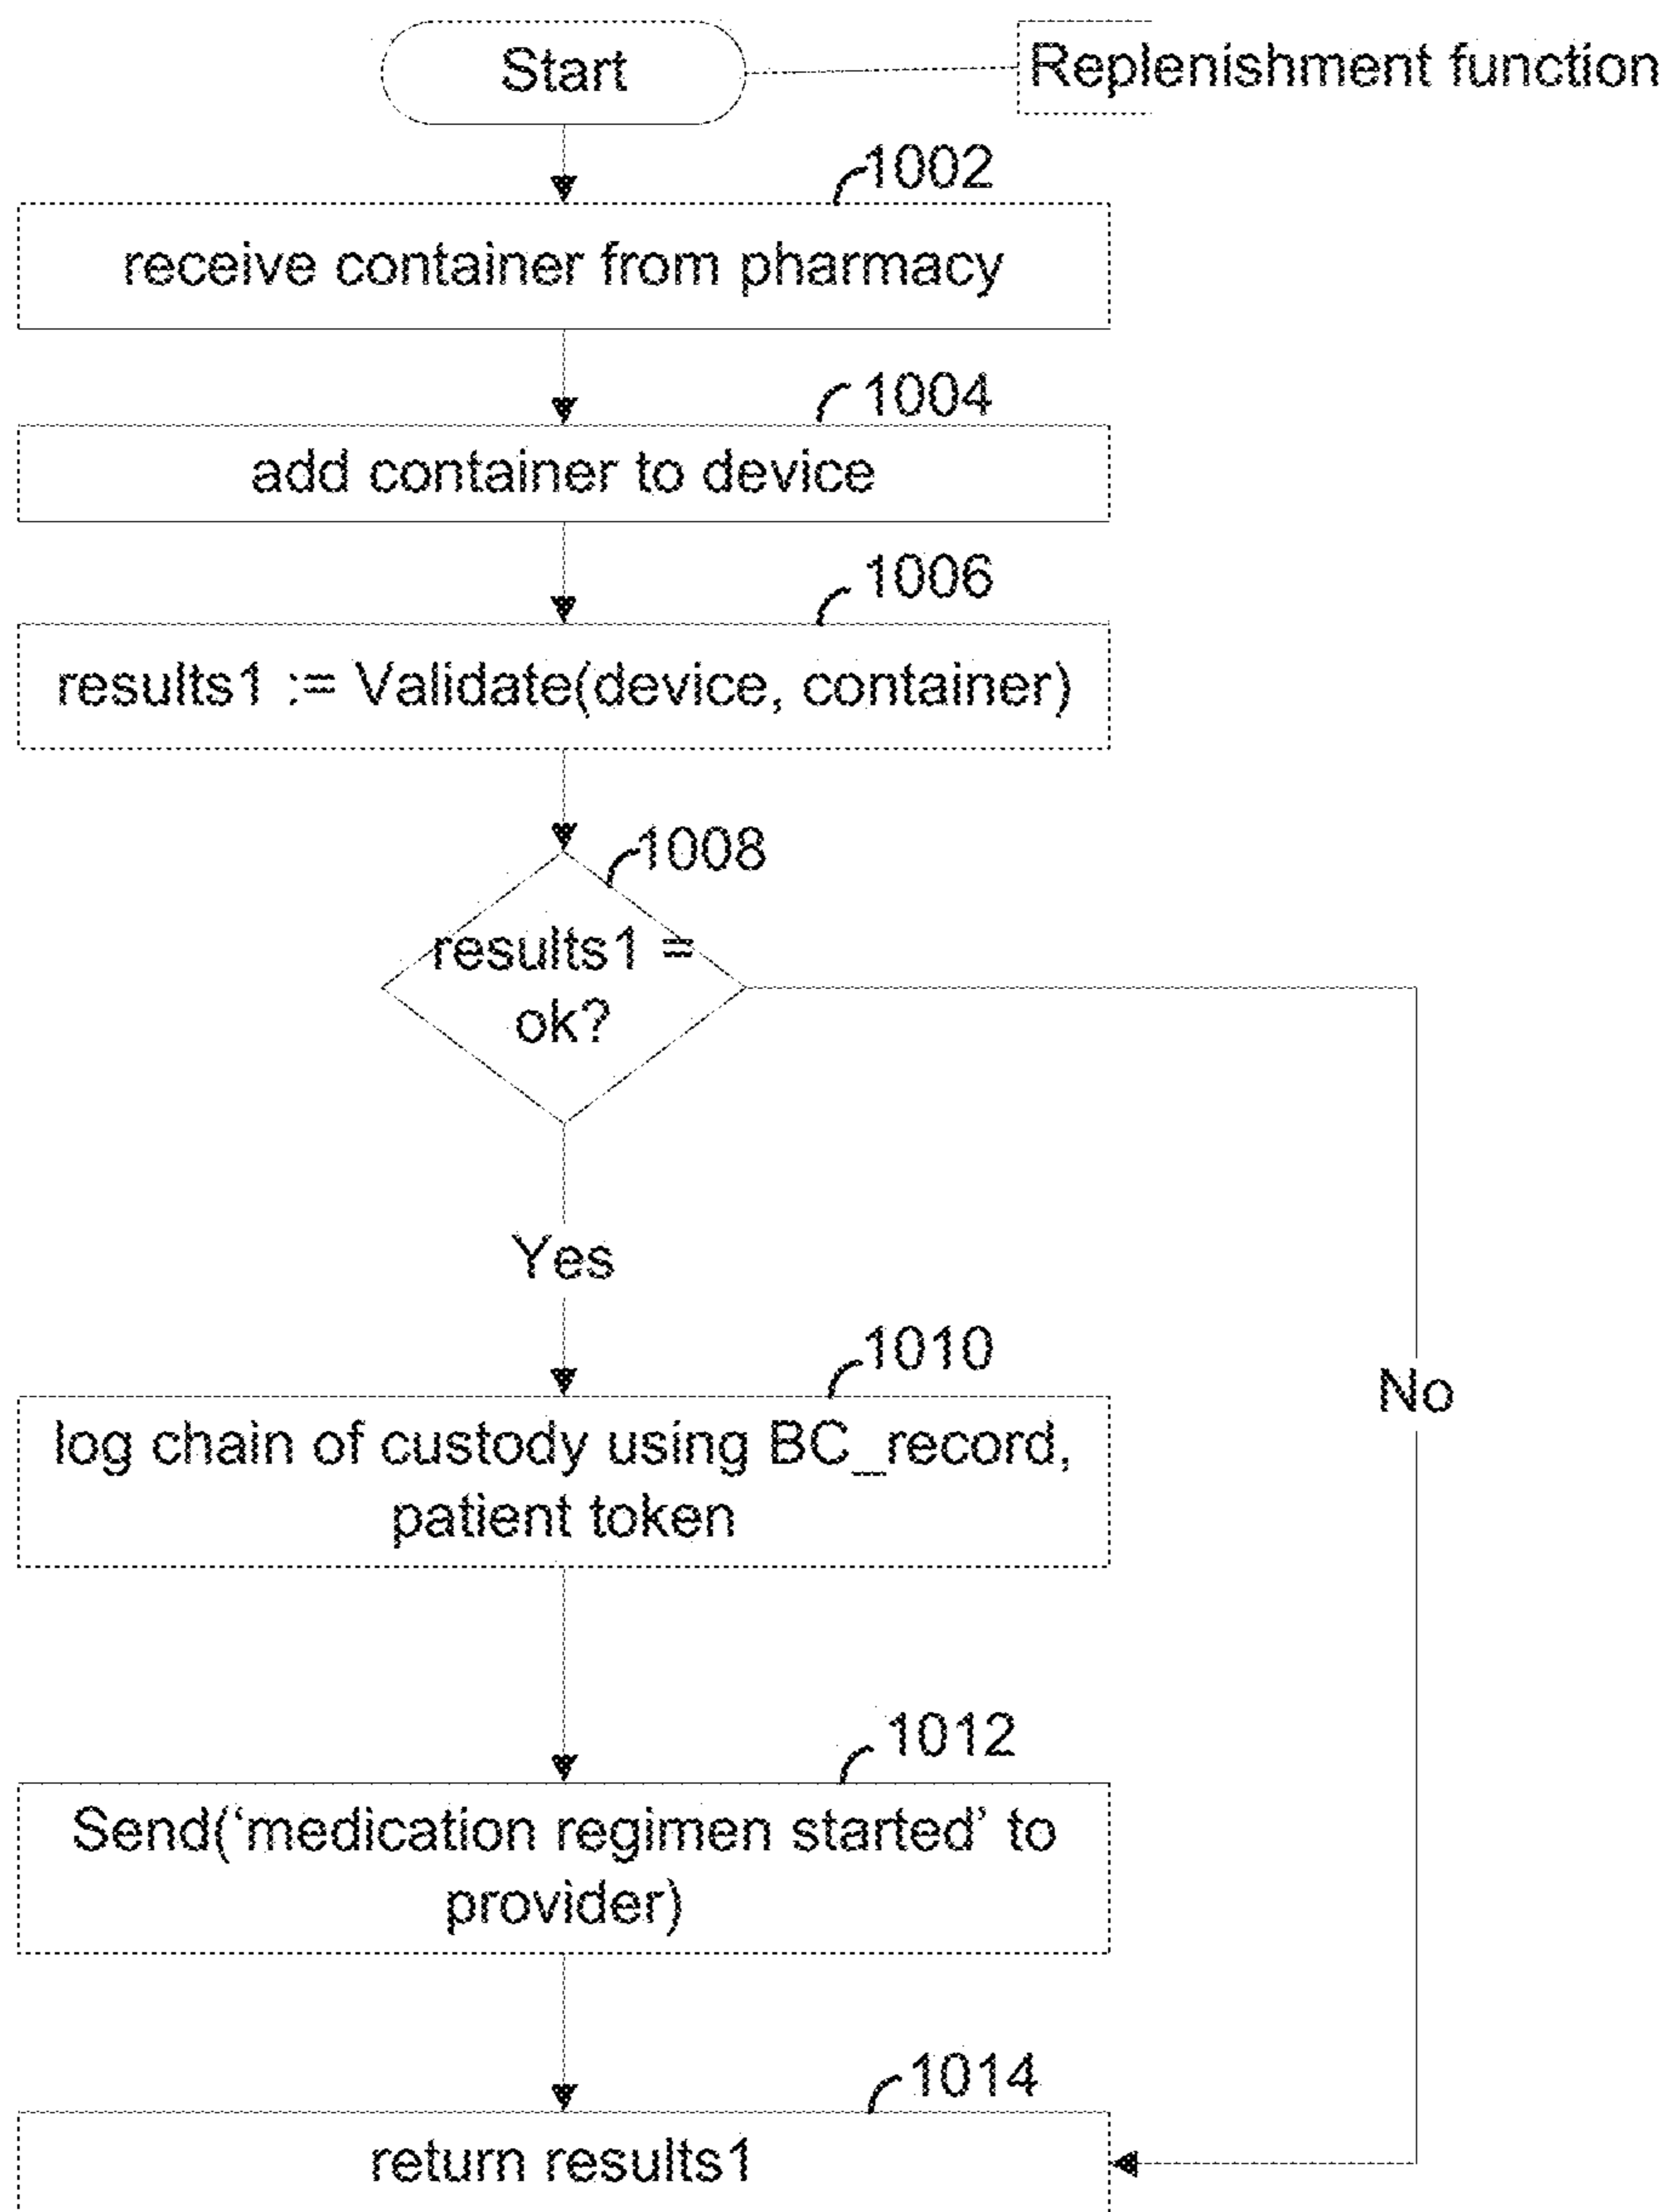 Start
Replenishment function
1002
receive container from pharmacy
1004
add container to device
1006
results1 := Validate(device, container)
1008
results1 =
ok?
Yes
No
1010
log chain of custody using BC_record,
patient token
1012
Send(‘medication regimen started’ to
provider)
1014
return results1